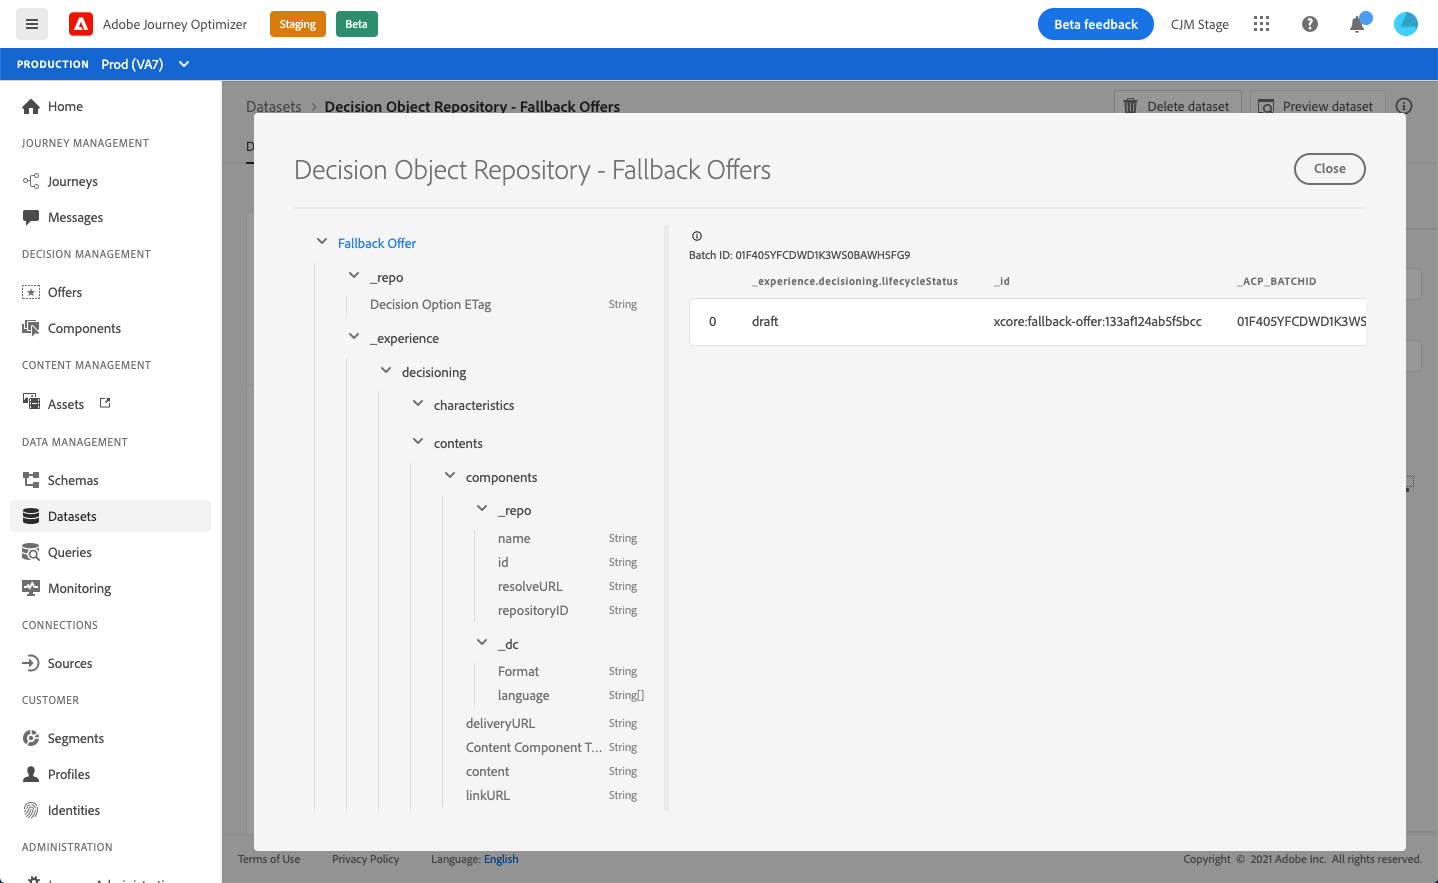 Adobe Journey Optimizer
Staging
Beta
Beta feedback
CJM Stage
PRODUCTION Prod (VA7)
Home
JOURNEY MANAGEMENT
Journeys
Messages
DECISION MANAGEMENT
Offers
Components
CONTENT MANAGEMENT
Assets
DATA MANAGEMENT
Schemas
Datasets
Queries
Monitoring
CONNECTIONS
Sources
CUSTOMER
Segments
Profiles
Identities
ADMINISTRATION
Datasets > Decision Object Repository - Fallback Offers
Delete dataset
Preview dataset
Decision Object Repository - Fallback Offers
Close
Fallback Offer
_repo
Decision Option ETag String
_experience
decisioning
characteristics
contents
components
_repo
name String
id String
resolveURL String
repositoryID String
_dc
Format String
language String[]
deliveryURL String
Content Component T... String
content String
linkURL String
Batch ID: 01F405YFCDWD1K3WS0BAWH5FG9
_experience.decisioning.lifecycleStatus _id _ACP_BATCHID
0 draft xcore:fallback-offer:133af124ab5f5bcc 01F405YFCDWD1K3WS
Terms of Use Privacy Policy Language: English
Copyright © 2021 Adobe Inc. All rights reserved.